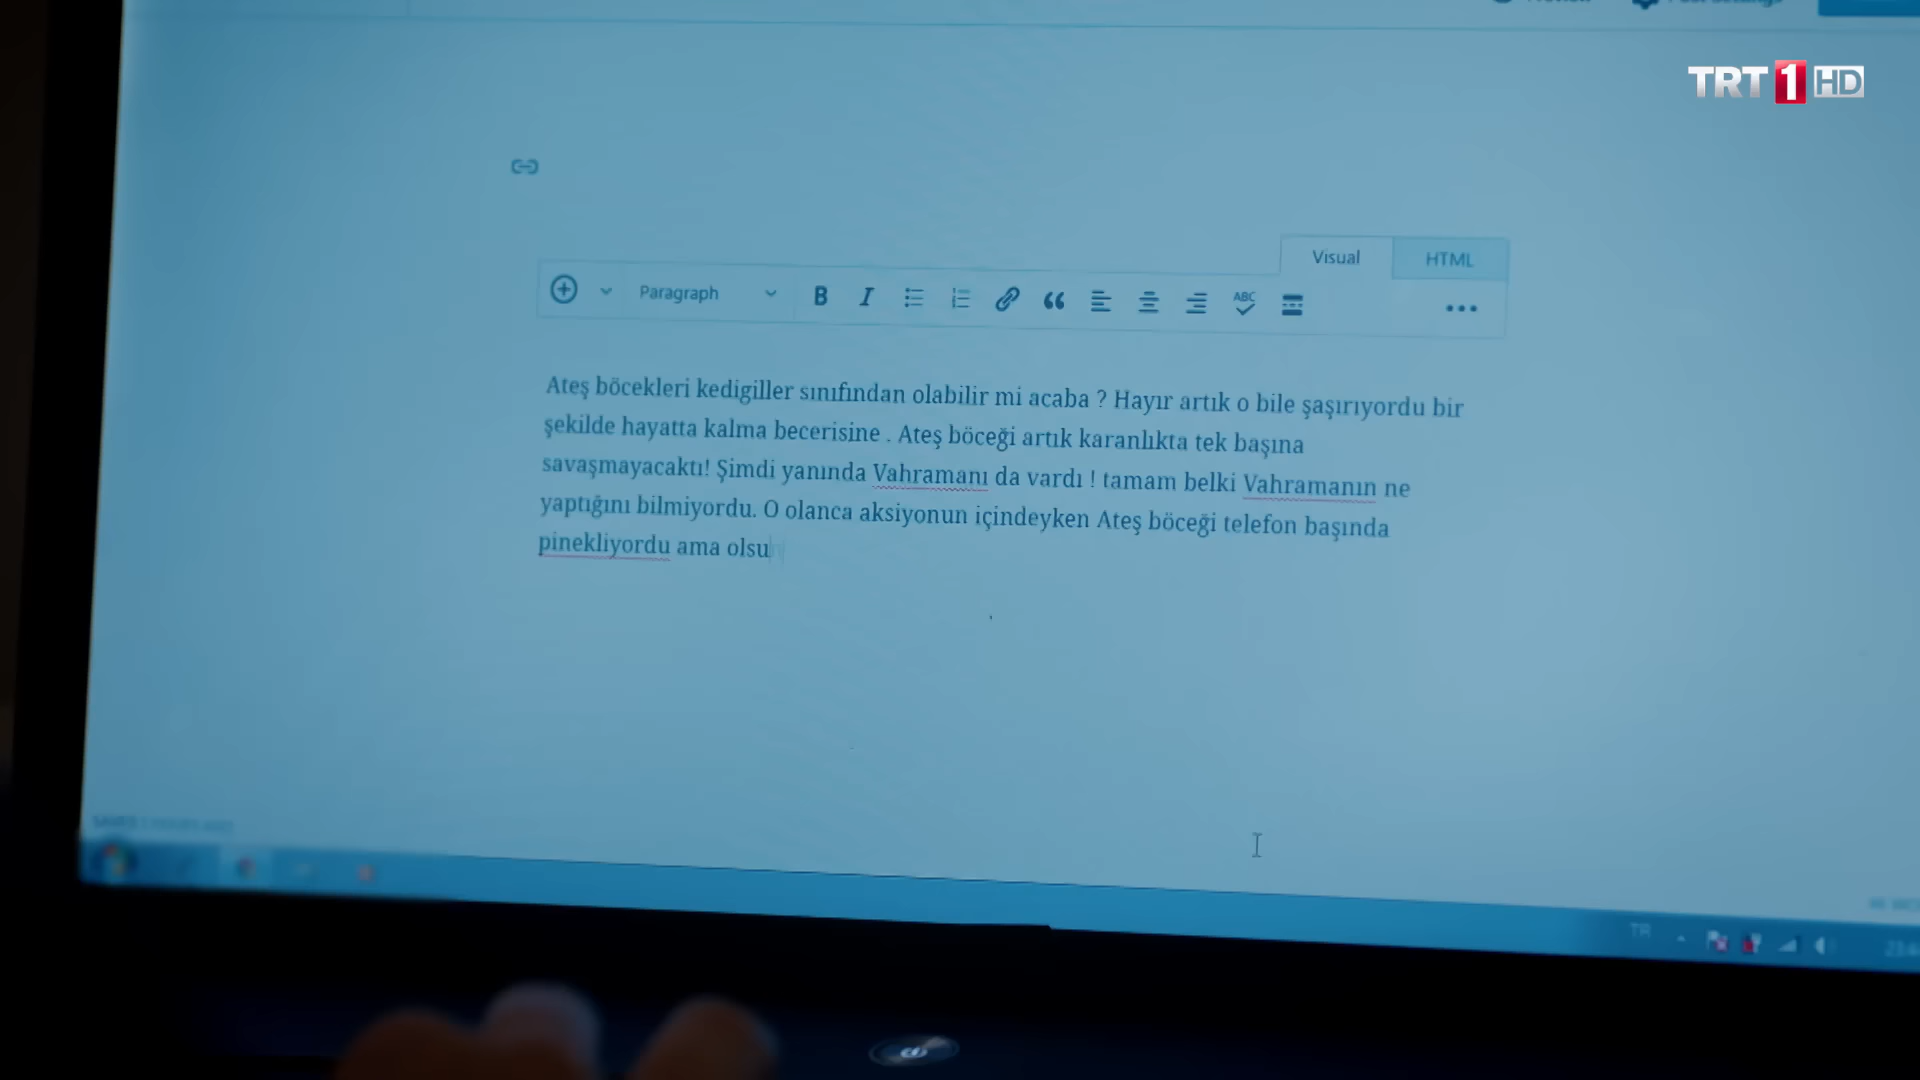 TRT 1 HD
Visual
HTML
Paragraph
B I ABC
Ateş böcekleri kedigiller sınıfından olabilir mi acaba ? Hayır artık o bile şaşırıyordu bir
şekilde hayatta kalma becerisine . Ateş böceği artık karanlıkta tek başına
savaşmayacaktı! Şimdi yanında Vahramanı da vardı ! tamam belki Vahramanın ne
yaptığını bilmiyordu. O olanca aksiyonun içindeyken Ateş böceği telefon başında
pinekliyordu ama olsun
TR